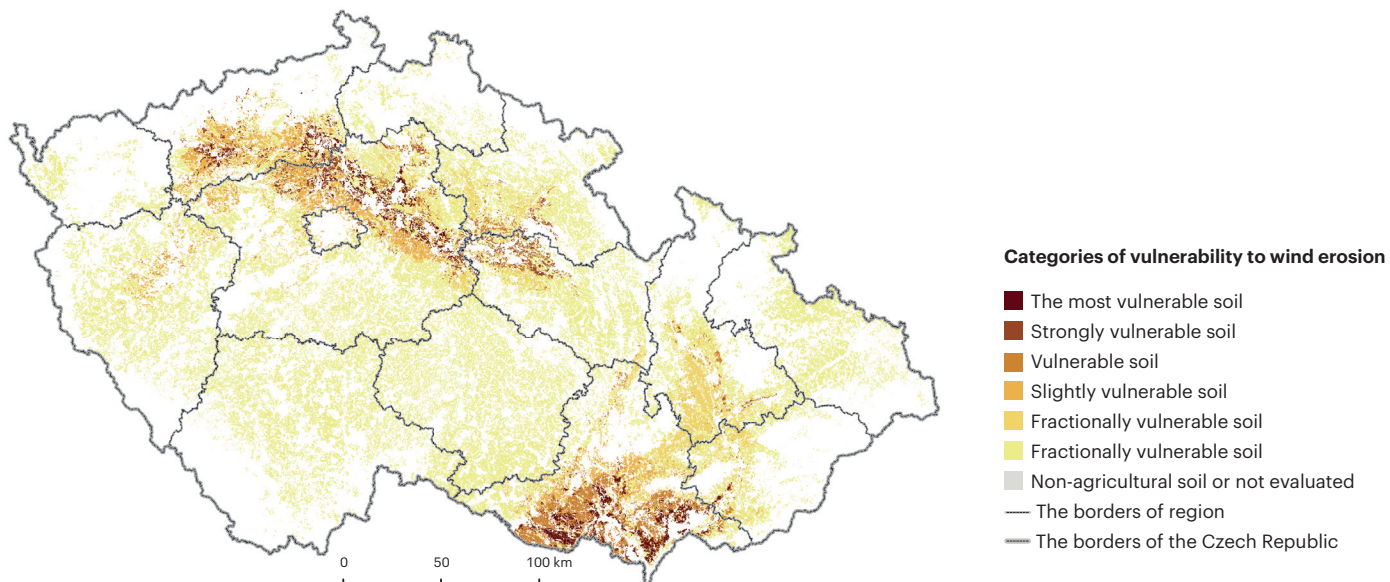 Categories of vulnerability to wind erosion
The most vulnerable soil
Strongly vulnerable soil
Vulnerable soil
Slightly vulnerable soil
Fractionally vulnerable soil
Fractionally vulnerable soil
Non-agricultural soil or not evaluated
The borders of region
The borders of the Czech Republic
0 50 100 km